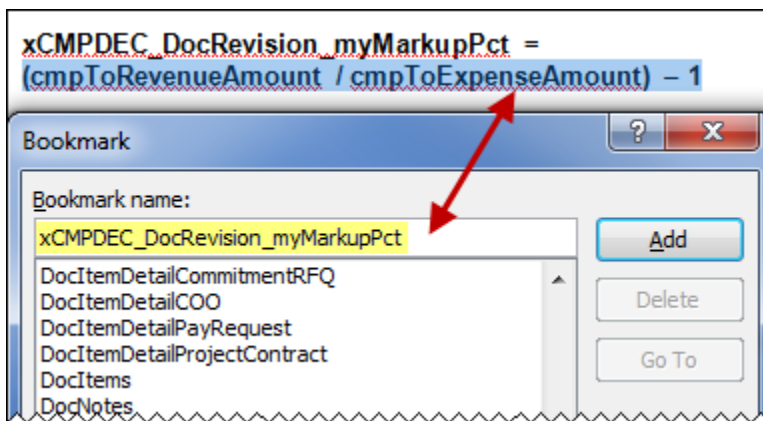 xCMPDEC_DocRevision_myMarkupPct =
(cmpToRevenueAmount / cmpToExpenseAmount) – 1
Bookmark
?
X
Bookmark name:
xCMPDEC_DocRevision_myMarkupPct
Add
DocItemDetailCommitmentRFQ
DocItemDetailCOO
DocItemDetailPayRequest
DocItemDetailProjectContract
DocItems
DocNotes
Delete
Go To